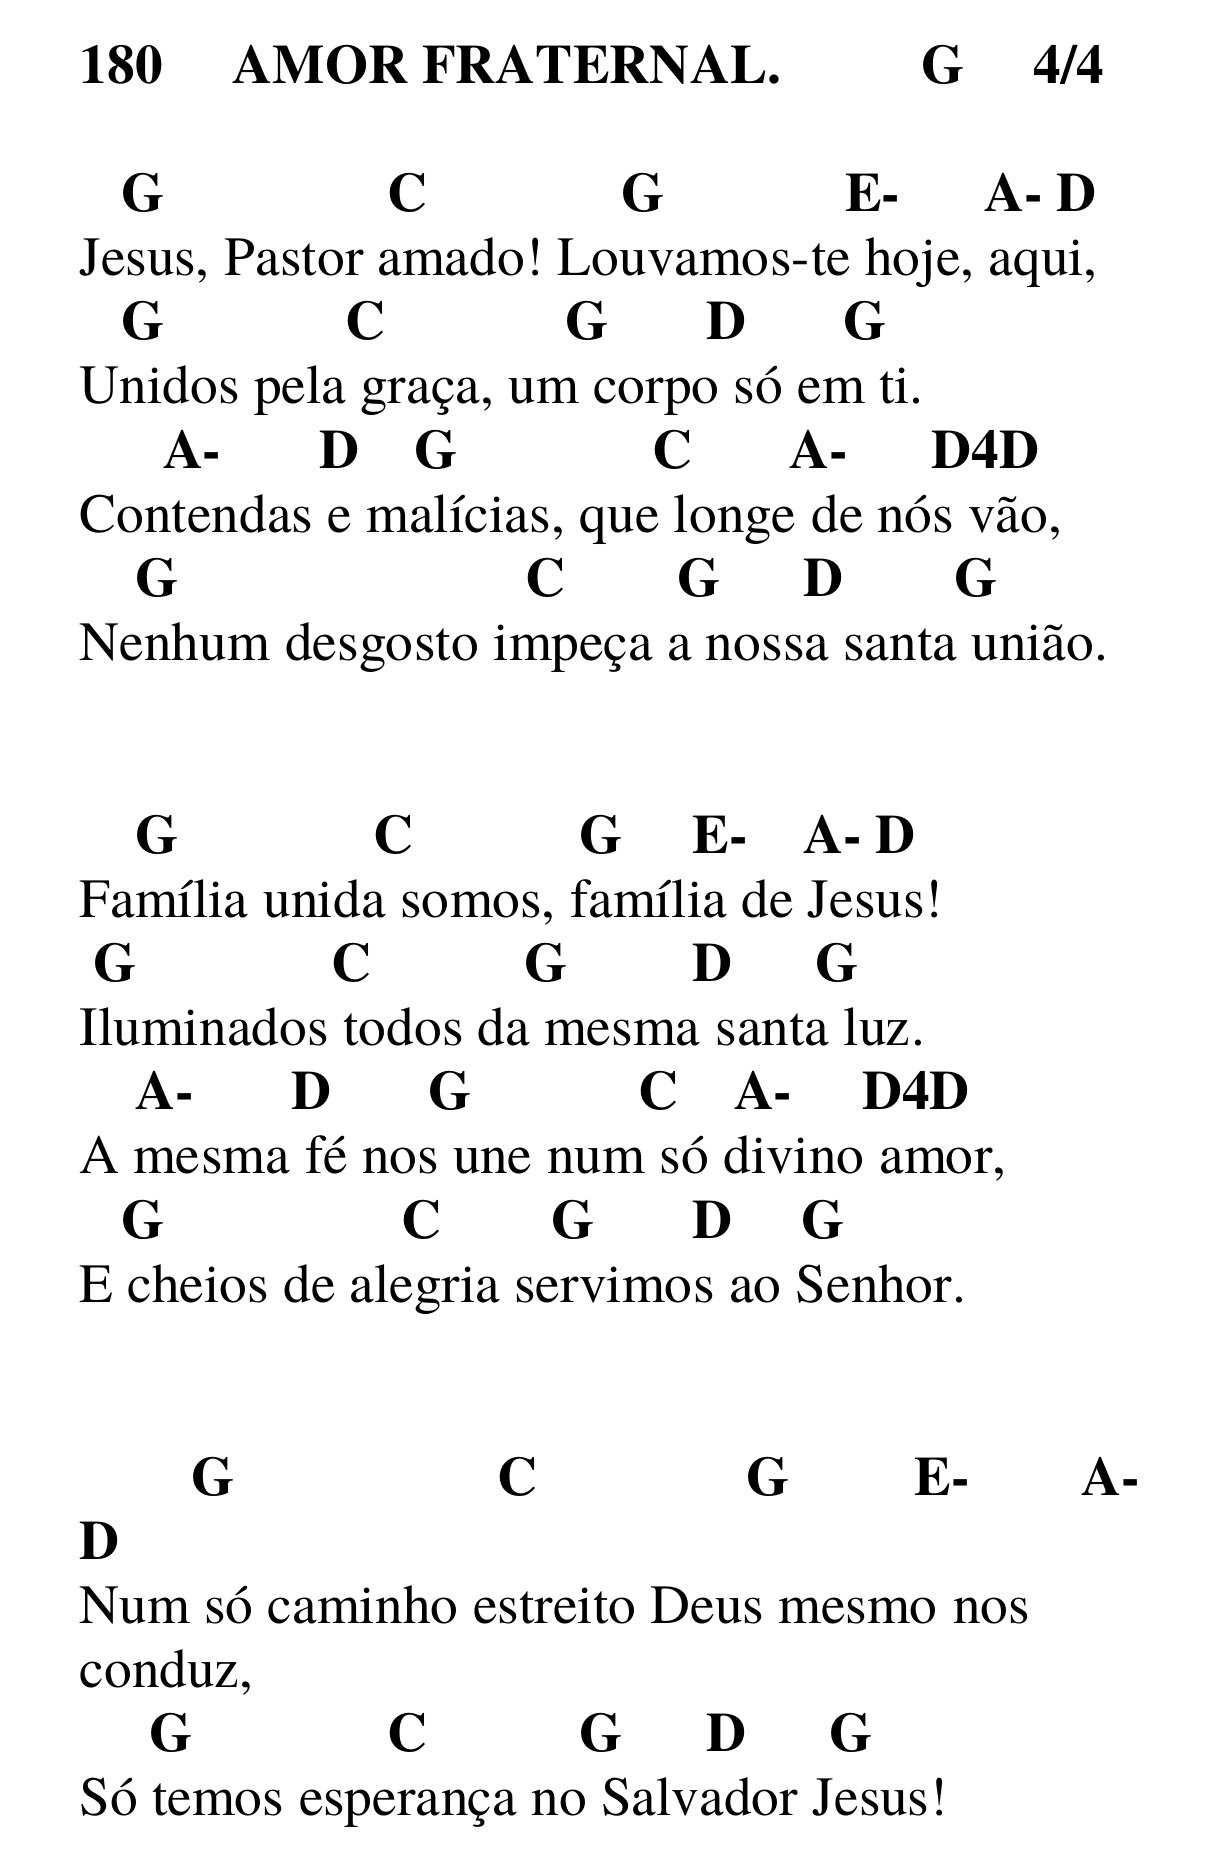 180 AMOR FRATERNAL. G 4/4
G C G E- A- D
Jesus, Pastor amado! Louvamos-te hoje, aqui,
G C G D G
Unidos pela graça, um corpo só em ti.
A- D G C A- D4D
Contendas e malícias, que longe de nós vão,
G C G D G
Nenhum desgosto impeça a nossa santa união.
G C G E- A- D
Família unida somos, família de Jesus!
G C G D G
Iluminados todos da mesma santa luz.
A- D G C A- D4D
A mesma fé nos une num só divino amor,
G C G D G
E cheios de alegria servimos ao Senhor.
G C G E- A-
D
Num só caminho estreito Deus mesmo nos
conduz,
G C G D G
Só temos esperança no Salvador Jesus!